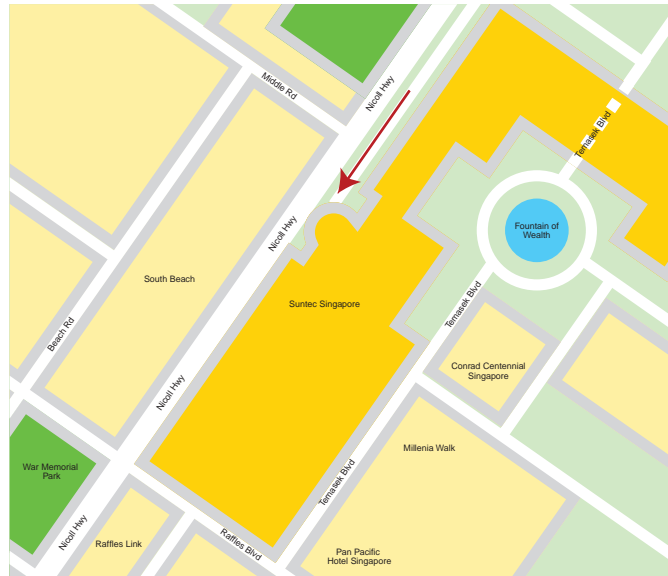 Middle Rd
Nicoll Hwy
Temasek Blvd
Fountain of
Wealth
Nicoll Hwy
South Beach
Suntec Singapore
Temasek Blvd
Beach Rd
Conrad Centennial
Singapore
Nicoll Hwy
Millenia Walk
War Memorial
Park
Temasek Blvd
Nicoll Hwy
Raffles Link
Raffles Blvd
Pan Pacific
Hotel Singapore